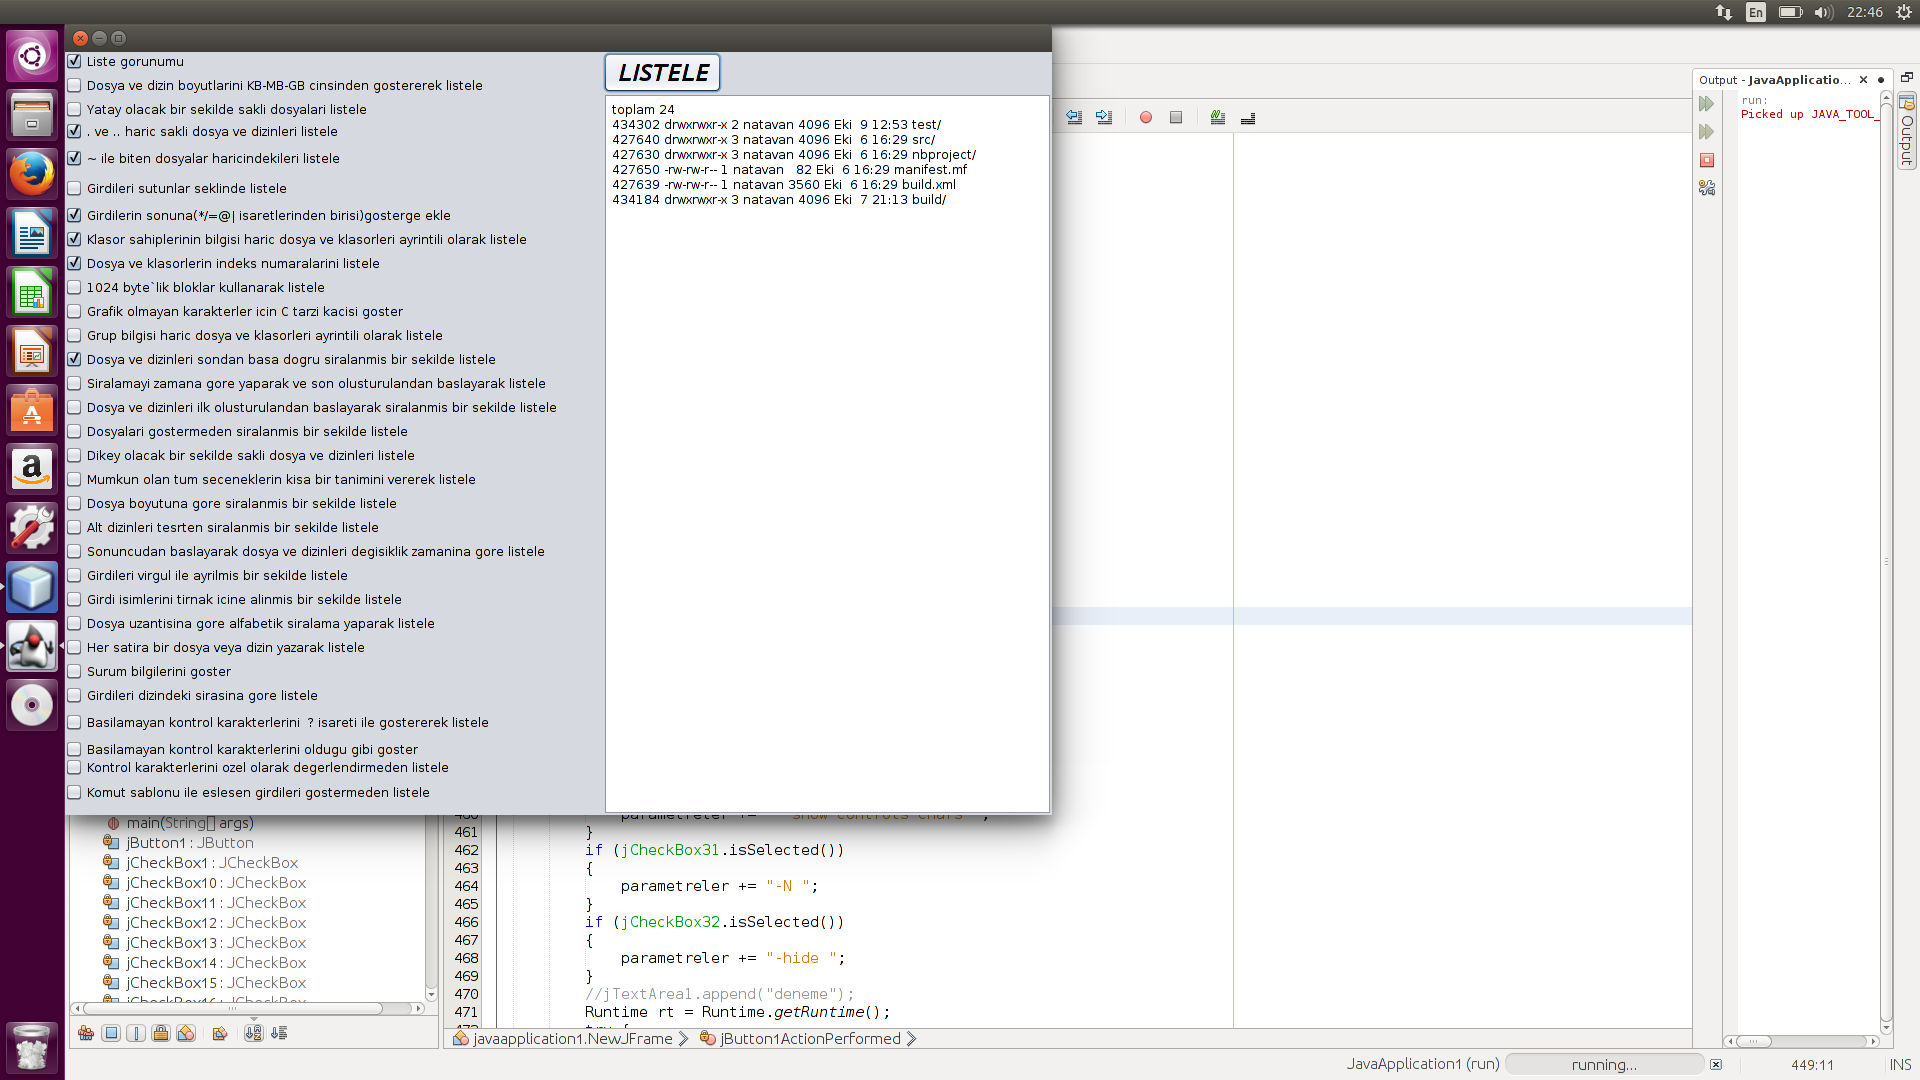 En
22:46
Liste gorunumu
Dosya ve dizin boyutlarini KB-MB-GB cinsinden gostererek listele
Yatay olacak bir sekilde sakli dosyalari listele
. ve .. haric sakli dosya ve dizinleri listele
~ ile biten dosyalar haricindekileri listele
Girdileri sutunlar seklinde listele
Girdilerin sonuna(*/=@| isaretlerinden birisi)gosterge ekle
Klasor sahiplerinin bilgisi haric dosya ve klasorleri ayrintili olarak listele
Dosya ve klasorlerin indeks numaralarini listele
1024 byte`lik bloklar kullanarak listele
Grafik olmayan karakterler icin C tarzi kacisi goster
Grup bilgisi haric dosya ve klasorleri ayrintili olarak listele
Dosya ve dizinleri sondan basa dogru siralanmis bir sekilde listele
Siralamayi zamana gore yaparak ve son olusturulandan baslayarak listele
Dosya ve dizinleri ilk olusturulandan baslayarak siralanmis bir sekilde listele
Dosyalari gostermeden siralanmis bir sekilde listele
Dikey olacak bir sekilde sakli dosya ve dizinleri listele
Mumkun olan tum seceneklerin kisa bir tanimini vererek listele
Dosya boyutuna gore siralanmis bir sekilde listele
Alt dizinleri tesrten siralanmis bir sekilde listele
Sonuncudan baslayarak dosya ve dizinleri degisiklik zamanina gore listele
Girdileri virgul ile ayrilmis bir sekilde listele
Girdi isimlerini tirnak icine alinmis bir sekilde listele
Dosya uzantisina gore alfabetik siralama yaparak listele
Her satira bir dosya veya dizin yazarak listele
Surum bilgilerini goster
Girdileri dizindeki sirasina gore listele
Basilamayan kontrol karakterlerini  ? isareti ile gostererek listele
Basilamayan kontrol karakterlerini oldugu gibi goster
Kontrol karakterlerini ozel olarak degerlendirmeden listele
Komut sablonu ile eslesen girdileri gostermeden listele
LISTELE
toplam 24
434302 drwxrwxr-x 2 natavan 4096 Eki  9 12:53 test/
427640 drwxrwxr-x 3 natavan 4096 Eki  6 16:29 src/
427630 drwxrwxr-x 3 natavan 4096 Eki  6 16:29 nbproject/
427650 -rw-rw-r-- 1 natavan   82 Eki  6 16:29 manifest.mf
427639 -rw-rw-r-- 1 natavan 3560 Eki  6 16:29 build.xml
434184 drwxrwxr-x 3 natavan 4096 Eki  7 21:13 build/
Output - JavaApplicatio...
run:
Picked up JAVA_TOOL_
Output
main(String[] args)
jButton1 : JButton
jCheckBox1 : JCheckBox
jCheckBox10 : JCheckBox
jCheckBox11 : JCheckBox
jCheckBox12 : JCheckBox
jCheckBox13 : JCheckBox
jCheckBox14 : JCheckBox
jCheckBox15 : JCheckBox
461 }
462 if (jCheckBox31.isSelected())
463 {
464 parametreler += "-N ";
465 }
466 if (jCheckBox32.isSelected())
467 {
468 parametreler += "-hide ";
469 }
470 //jTextArea1.append("deneme");
471 Runtime rt = Runtime.getRuntime();
javaapplication1.NewJFrame
jButton1ActionPerformed
JavaApplication1 (run)
running...
449:11
INS